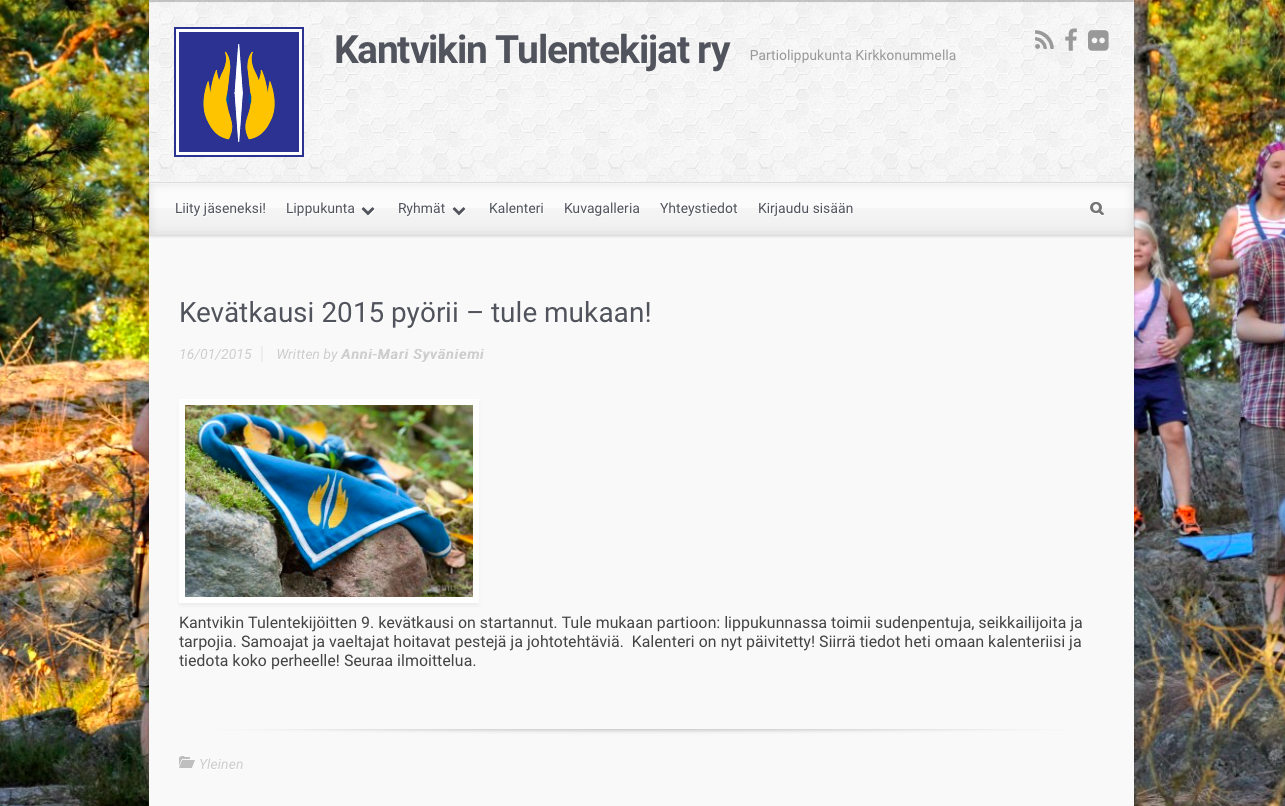 Kantvikin Tulentekijat ry
Partiolippukunta Kirkkonummella
Liity jäseneksi! Lippukunta Ryhmät Kalenteri Kuvagalleria Yhteystiedot Kirjaudu sisään
Kevätkausi 2015 pyörii – tule mukaan!
16/01/2015 Written by Anni-Mari Syväniemi
Kantvikin Tulentekijöitten 9. kevätkausi on startannut. Tule mukaan partioon: lippukunnassa toimii sudenpentuja, seikkailijoita ja
tarpojia. Samoajat ja vaeltajat hoitavat pestejä ja johtotehtäviä.  Kalenteri on nyt päivitetty! Siirrä tiedot heti omaan kalenteriisi ja
tiedota koko perheelle! Seuraa ilmoittelua.
Yleinen